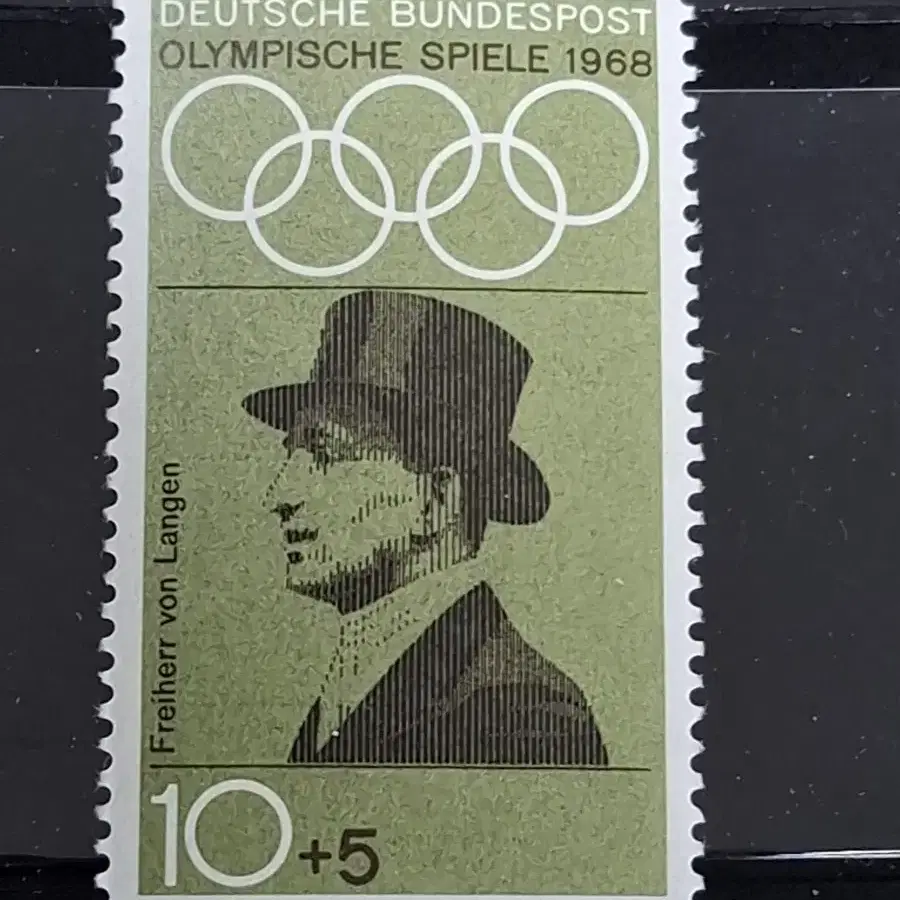 DEUTSCHE BUNDESPOST
OLYMPISCHE SPIELE 1968
Freiherr von Langen
10+5